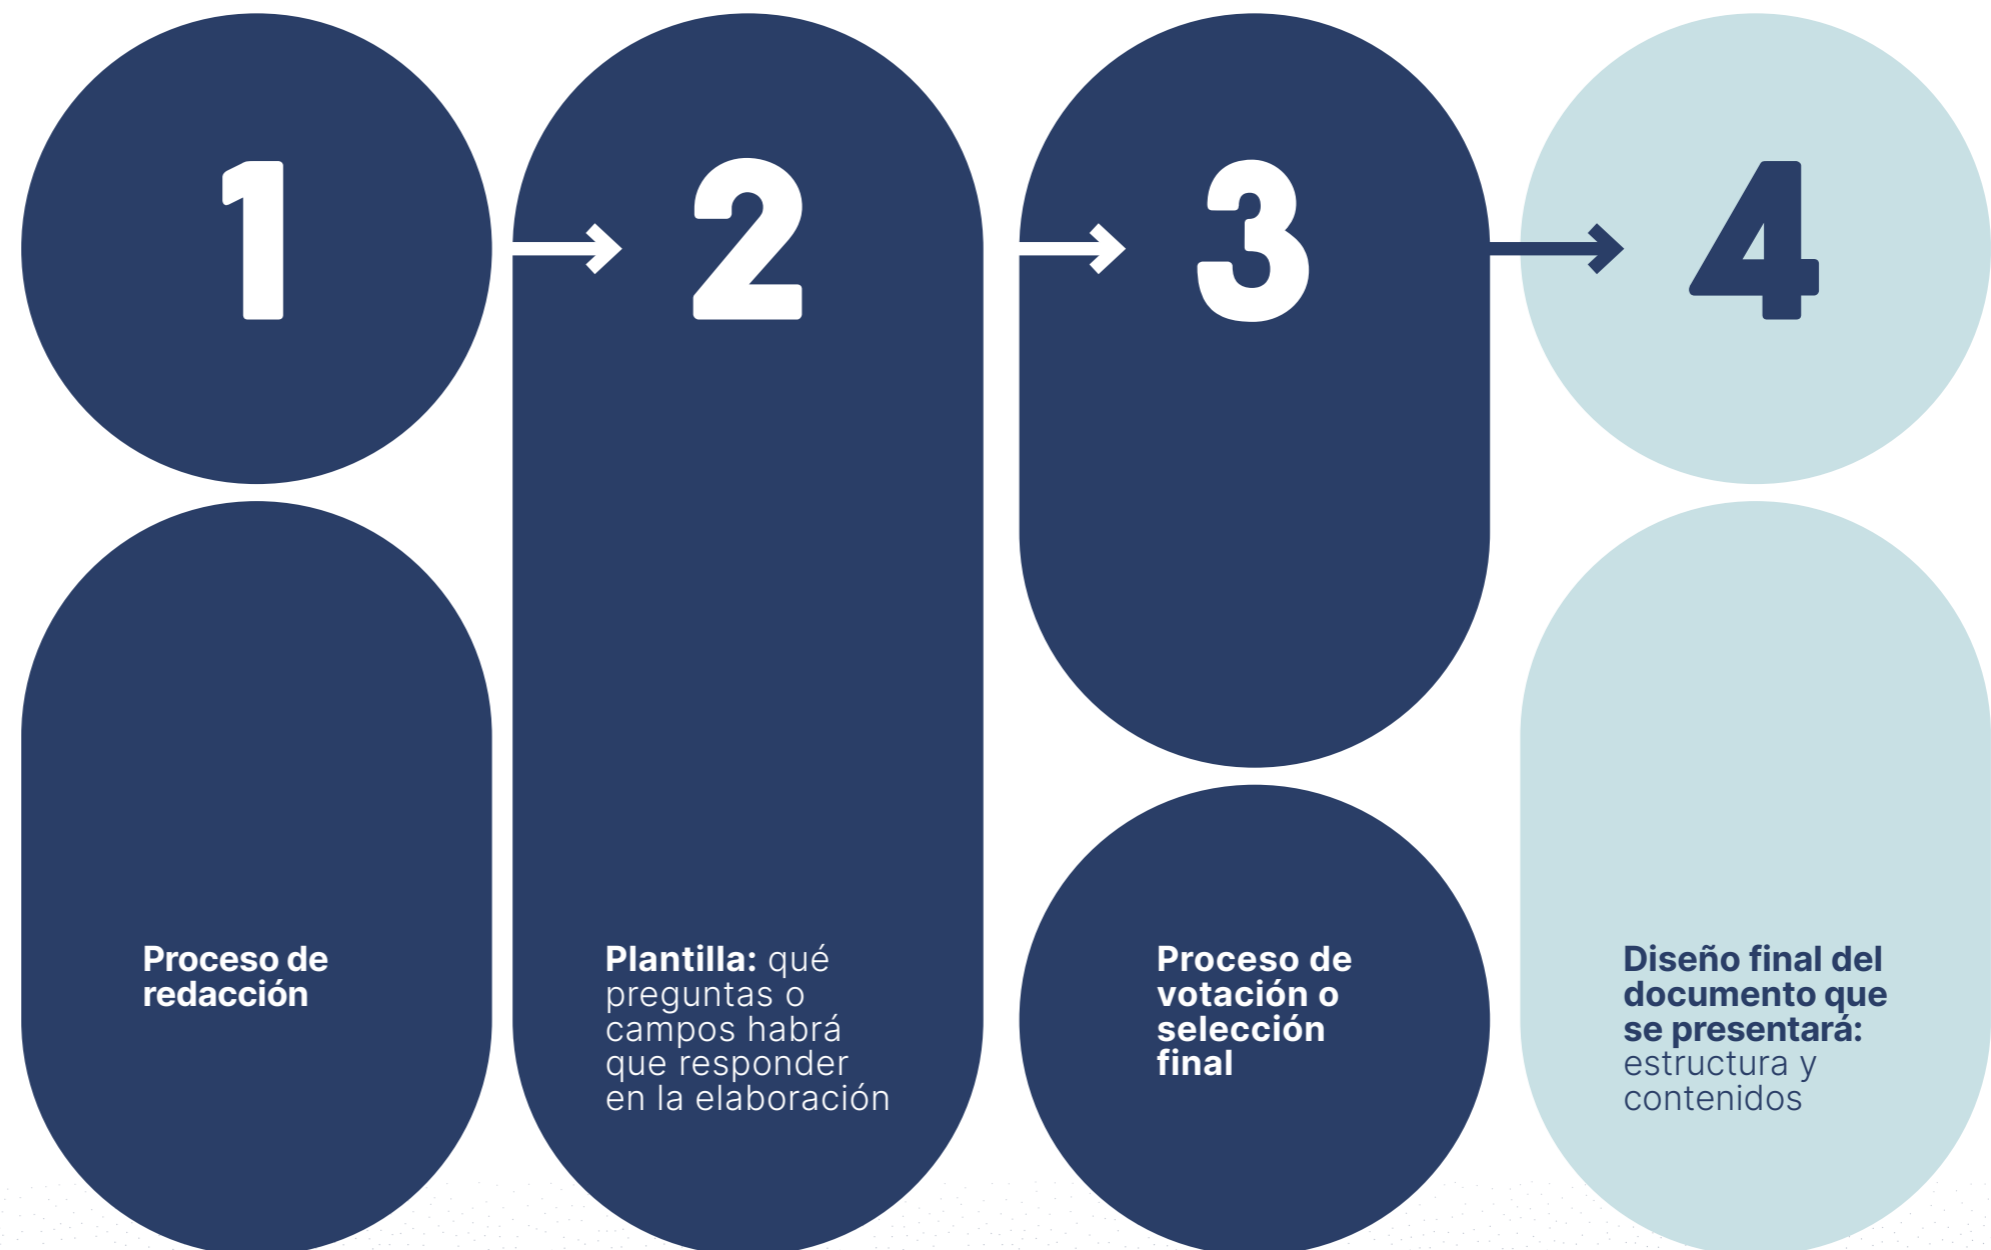 1
2
3
4
Proceso de
redacción
Plantilla: qué
preguntas o
campos habrá
que responder
en la elaboración
Proceso de
votación o
selección
final
Diseño final del
documento que
se presentará:
estructura y
contenidos